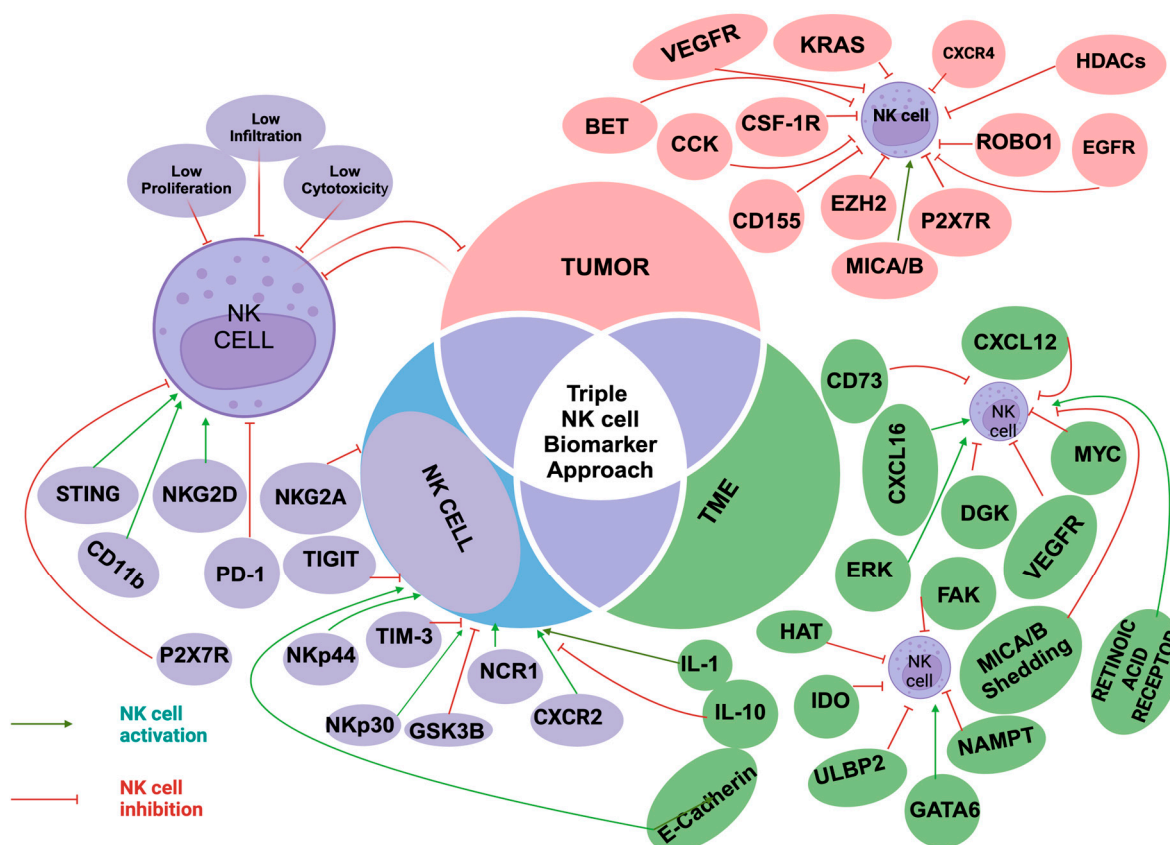 VEGFR
KRAS
CXCR4
HDACs
BET
CCK
CSF-1R
NK cell
ROBO1
EGFR
CD155
EZH2
P2X7R
MICA/B
Low
Infiltration
Low
Proliferation
Low
Cytotoxicity
NK
CELL
TUMOR
Triple
NK cell
Biomarker
Approach
NK CELL
TME
STING
NKG2D
CD11b
PD-1
NKG2A
TIGIT
P2X7R
NKp44
TIM-3
NKp30
GSK3B
NCR1
CXCR2
IL-1
IL-10
E-Cadherin
CXCL12
CD73
NK
cell
CXCL16
MYC
DGK
VEGFR
ERK
FAK
HAT
NK
cell
MICA/B
Shedding
RETINOIC
ACID
RECEPTOR
IDO
NAMPT
ULBP2
GATA6
NK cell
activation
NK cell
inhibition